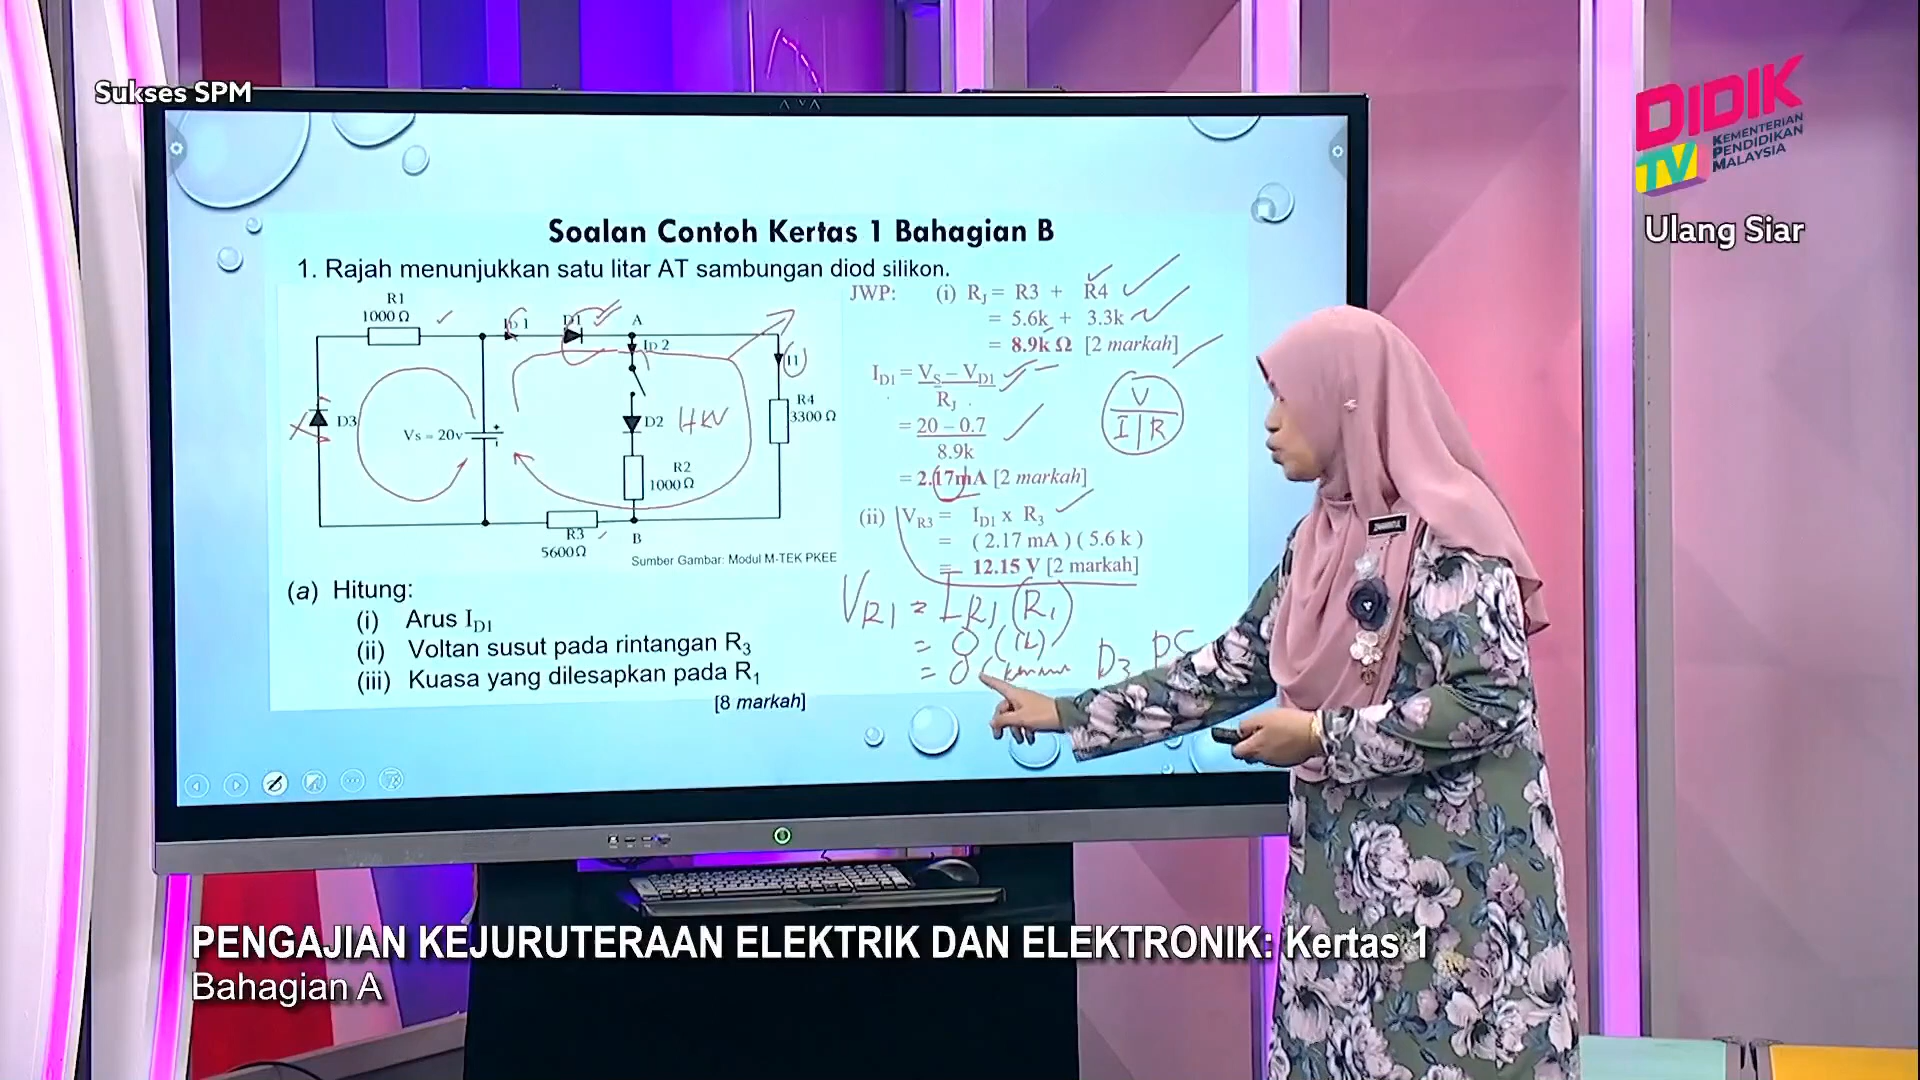 Sukses SPM
DIDIK
TV
KEMENTERIAN
PENDIDIKAN
MALAYSIA
Ulang Siar
Soalan Contoh Kertas 1 Bahagian B
1. Rajah menunjukkan satu litar AT sambungan diod silikon.
R1
1000 Ω
D1
A
ID 2
I1
D3
Vs = 20v
D2
4kV
R4
3300 Ω
R2
1000 Ω
R3
5600 Ω
B
Sumber Gambar: Modul M-TEK PKEE
(a) Hitung:
(i) Arus ID1
(ii) Voltan susut pada rintangan R3
(iii) Kuasa yang dilesapkan pada R1
[8 markah]
JWP: (i) RJ = R3 + R4
= 5.6k + 3.3k
= 8.9k Ω [2 markah]
ID1 = VS – VD1
RJ
= 20 - 0.7
8.9k
= 2.17mA [2 markah]
V
I R
(ii) VR3 = ID1 x R3
= ( 2.17 mA ) ( 5.6 k )
= 12.15 V [2 markah]
VR1 = IR1 (R1)
= 0 (1k)
= 0 D3
PENGAJIAN KEJURUTERAAN ELEKTRIK DAN ELEKTRONIK: Kertas 1
Bahagian A